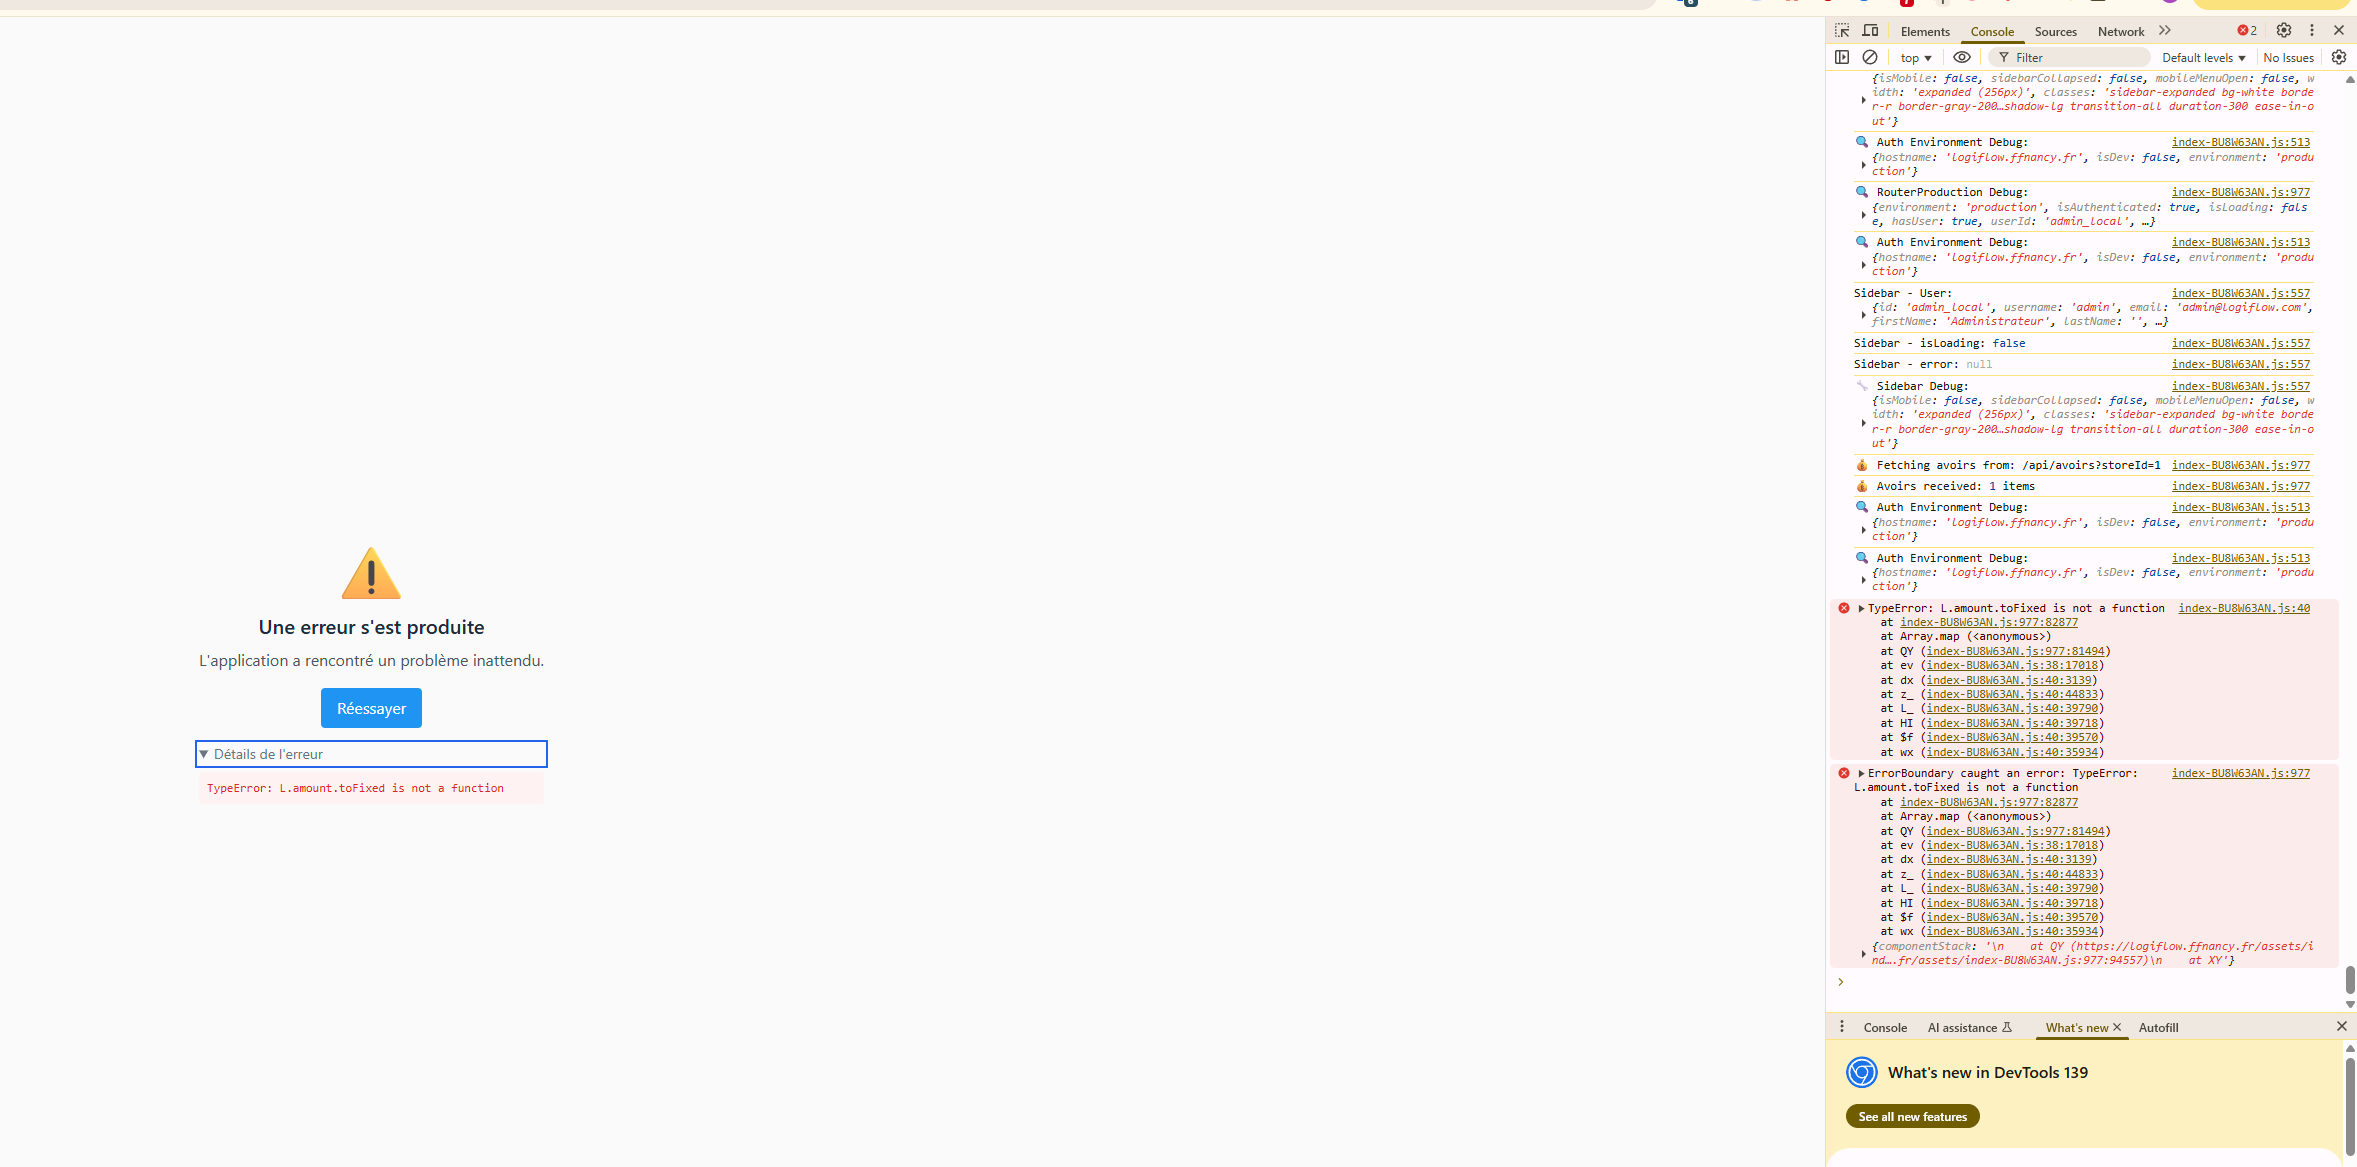 6
7
Elements
Console
Sources
Network
2
top
Filter
Default levels
No Issues
{isMobile: false, sidebarCollapsed: false, mobileMenuOpen: false, w
idth: 'expanded (256px)', classes: 'sidebar-expanded bg-white borde
r-r border-gray-200…shadow-lg transition-all duration-300 ease-in-o
ut'}
Auth Environment Debug: index-BU8W63AN.js:513
{hostname: 'logiflow.ffnancy.fr', isDev: false, environment: 'produ
ction'}
RouterProduction Debug: index-BU8W63AN.js:977
{environment: 'production', isAuthenticated: true, isLoading: fals
e, hasUser: true, userId: 'admin_local', …}
Auth Environment Debug: index-BU8W63AN.js:513
{hostname: 'logiflow.ffnancy.fr', isDev: false, environment: 'produ
ction'}
Sidebar - User: index-BU8W63AN.js:557
{id: 'admin_local', username: 'admin', email: 'admin@logiflow.com',
firstName: 'Administrateur', lastName: '', …}
Sidebar - isLoading: false index-BU8W63AN.js:557
Sidebar - error: null index-BU8W63AN.js:557
Sidebar Debug: index-BU8W63AN.js:557
{isMobile: false, sidebarCollapsed: false, mobileMenuOpen: false, w
idth: 'expanded (256px)', classes: 'sidebar-expanded bg-white borde
r-r border-gray-200…shadow-lg transition-all duration-300 ease-in-o
ut'}
Fetching avoirs from: /api/avoirs?storeId=1 index-BU8W63AN.js:977
Avoirs received: 1 items index-BU8W63AN.js:977
Auth Environment Debug: index-BU8W63AN.js:513
{hostname: 'logiflow.ffnancy.fr', isDev: false, environment: 'produ
ction'}
Auth Environment Debug: index-BU8W63AN.js:513
{hostname: 'logiflow.ffnancy.fr', isDev: false, environment: 'produ
ction'}
TypeError: L.amount.toFixed is not a function index-BU8W63AN.js:40
at index-BU8W63AN.js:977:82877
at Array.map (<anonymous>)
at QY (index-BU8W63AN.js:977:81494)
at ev (index-BU8W63AN.js:38:17018)
at dx (index-BU8W63AN.js:40:3139)
at z_ (index-BU8W63AN.js:40:44833)
at L_ (index-BU8W63AN.js:40:39790)
at HI (index-BU8W63AN.js:40:39718)
at $f (index-BU8W63AN.js:40:39570)
at wx (index-BU8W63AN.js:40:35934)
ErrorBoundary caught an error: TypeError: index-BU8W63AN.js:977
L.amount.toFixed is not a function
at index-BU8W63AN.js:977:82877
at Array.map (<anonymous>)
at QY (index-BU8W63AN.js:977:81494)
at ev (index-BU8W63AN.js:38:17018)
at dx (index-BU8W63AN.js:40:3139)
at z_ (index-BU8W63AN.js:40:44833)
at L_ (index-BU8W63AN.js:40:39790)
at HI (index-BU8W63AN.js:40:39718)
at $f (index-BU8W63AN.js:40:39570)
at wx (index-BU8W63AN.js:40:35934)
{componentStack: '\n    at QY (https://logiflow.ffnancy.fr/assets/i
nd….fr/assets/index-BU8W63AN.js:977:94557)\n    at XY'}
Une erreur s'est produite
L'application a rencontré un problème inattendu.
Réessayer
Détails de l'erreur
TypeError: L.amount.toFixed is not a function
Console
AI assistance
What's new
Autofill
What's new in DevTools 139
See all new features